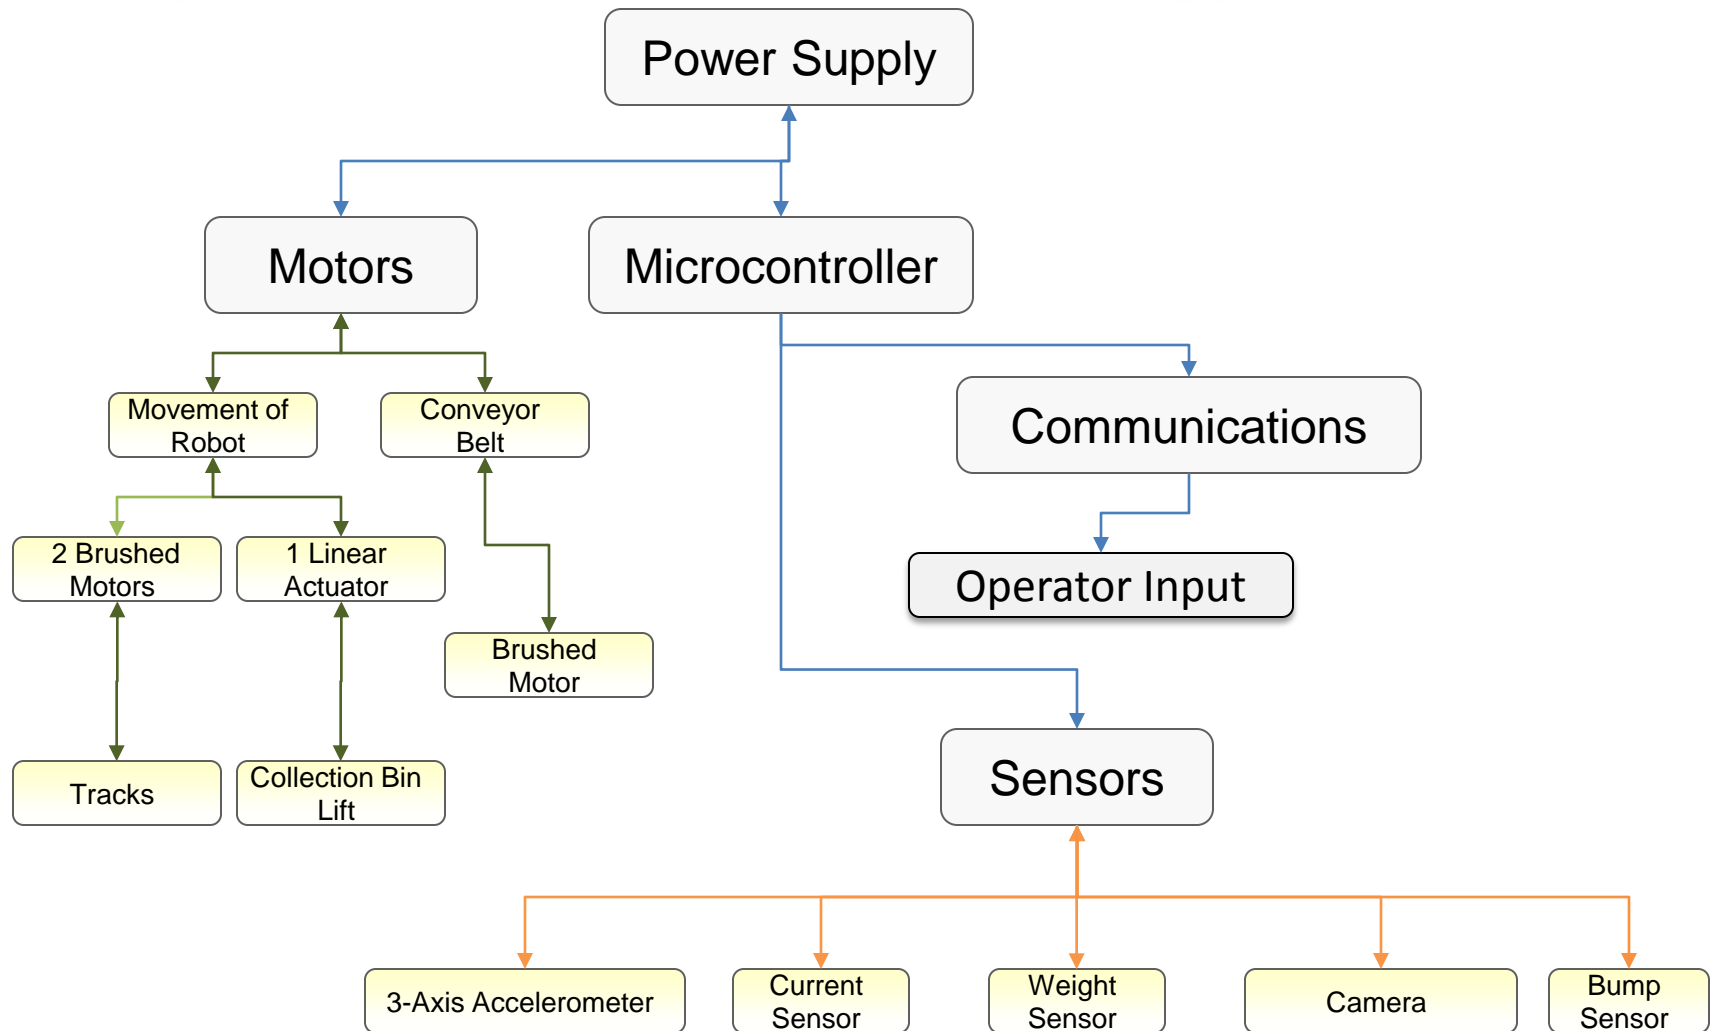 Power Supply
Motors
Microcontroller
Movement of
Robot
Conveyor
Belt
Communications
2 Brushed
Motors
1 Linear
Actuator
Operator Input
Brushed
Motor
Tracks
Collection Bin
Lift
Sensors
3-Axis Accelerometer
Current
Sensor
Weight
Sensor
Camera
Bump
Sensor